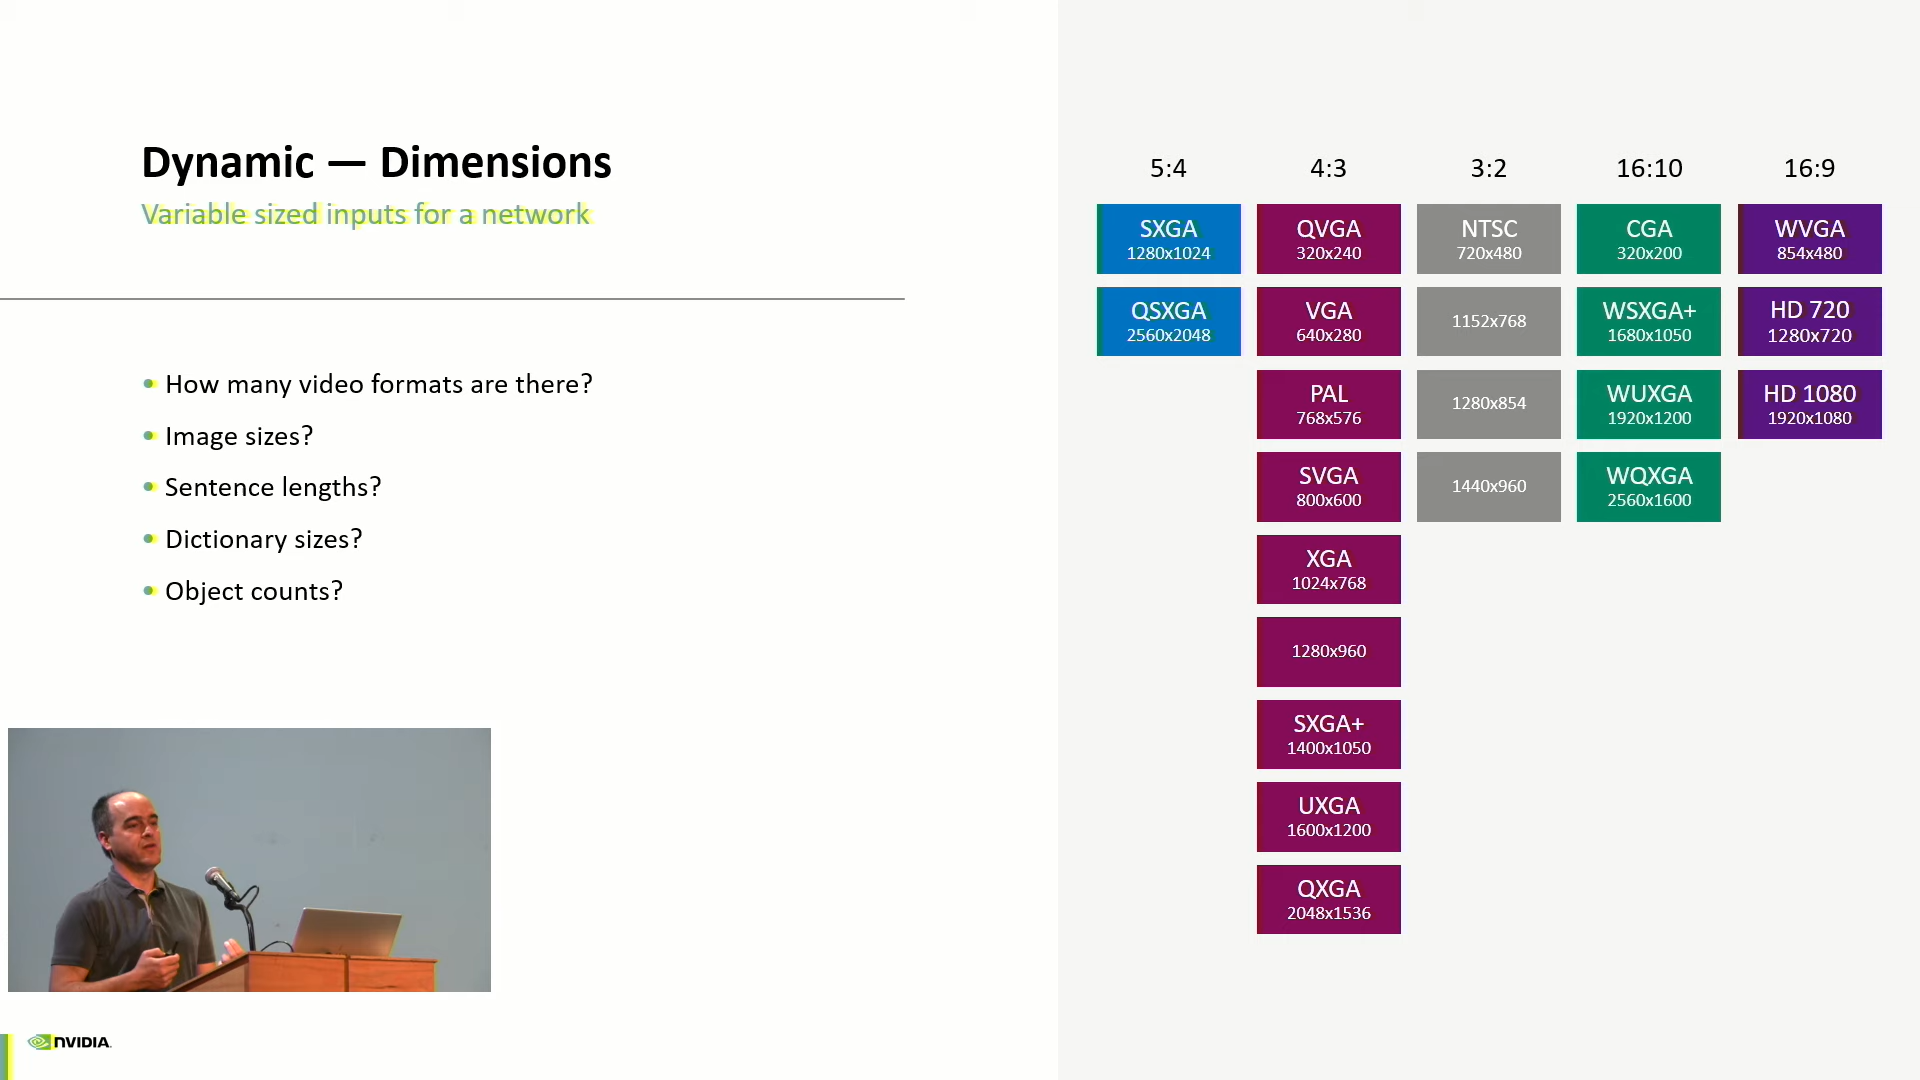 Dynamic — Dimensions
Variable sized inputs for a network
• How many video formats are there?
• Image sizes?
• Sentence lengths?
• Dictionary sizes?
• Object counts?
5:4
SXGA
1280x1024
QSXGA
2560x2048
4:3
QVGA
320x240
VGA
640x280
PAL
768x576
SVGA
800x600
XGA
1024x768
1280x960
SXGA+
1400x1050
UXGA
1600x1200
QXGA
2048x1536
3:2
NTSC
720x480
1152x768
1280x854
1440x960
16:10
CGA
320x200
WSXGA+
1680x1050
WUXGA
1920x1200
WQXGA
2560x1600
16:9
WVGA
854x480
HD 720
1280x720
HD 1080
1920x1080
NVIDIA.